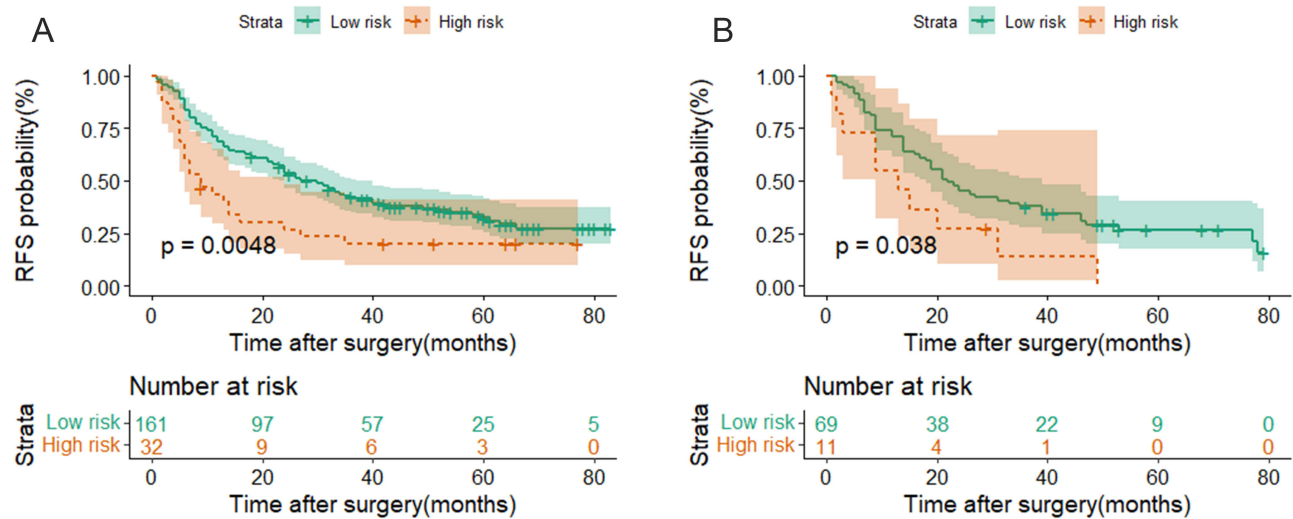 A
Strata Low risk High risk
RFS probability(%)
1.00
0.75
0.50
0.25
0.00
p = 0.0048
0 20 40 60 80
Time after surgery(months)
Number at risk
Strata
Low risk 161 97 57 25 5
High risk 32 9 6 3 0
0 20 40 60 80
Time after surgery(months)
B
Strata Low risk High risk
RFS probability(%)
1.00
0.75
0.50
0.25
0.00
p = 0.038
0 20 40 60 80
Time after surgery(months)
Number at risk
Strata
Low risk 69 38 22 9 0
High risk 11 4 1 0 0
0 20 40 60 80
Time after surgery(months)